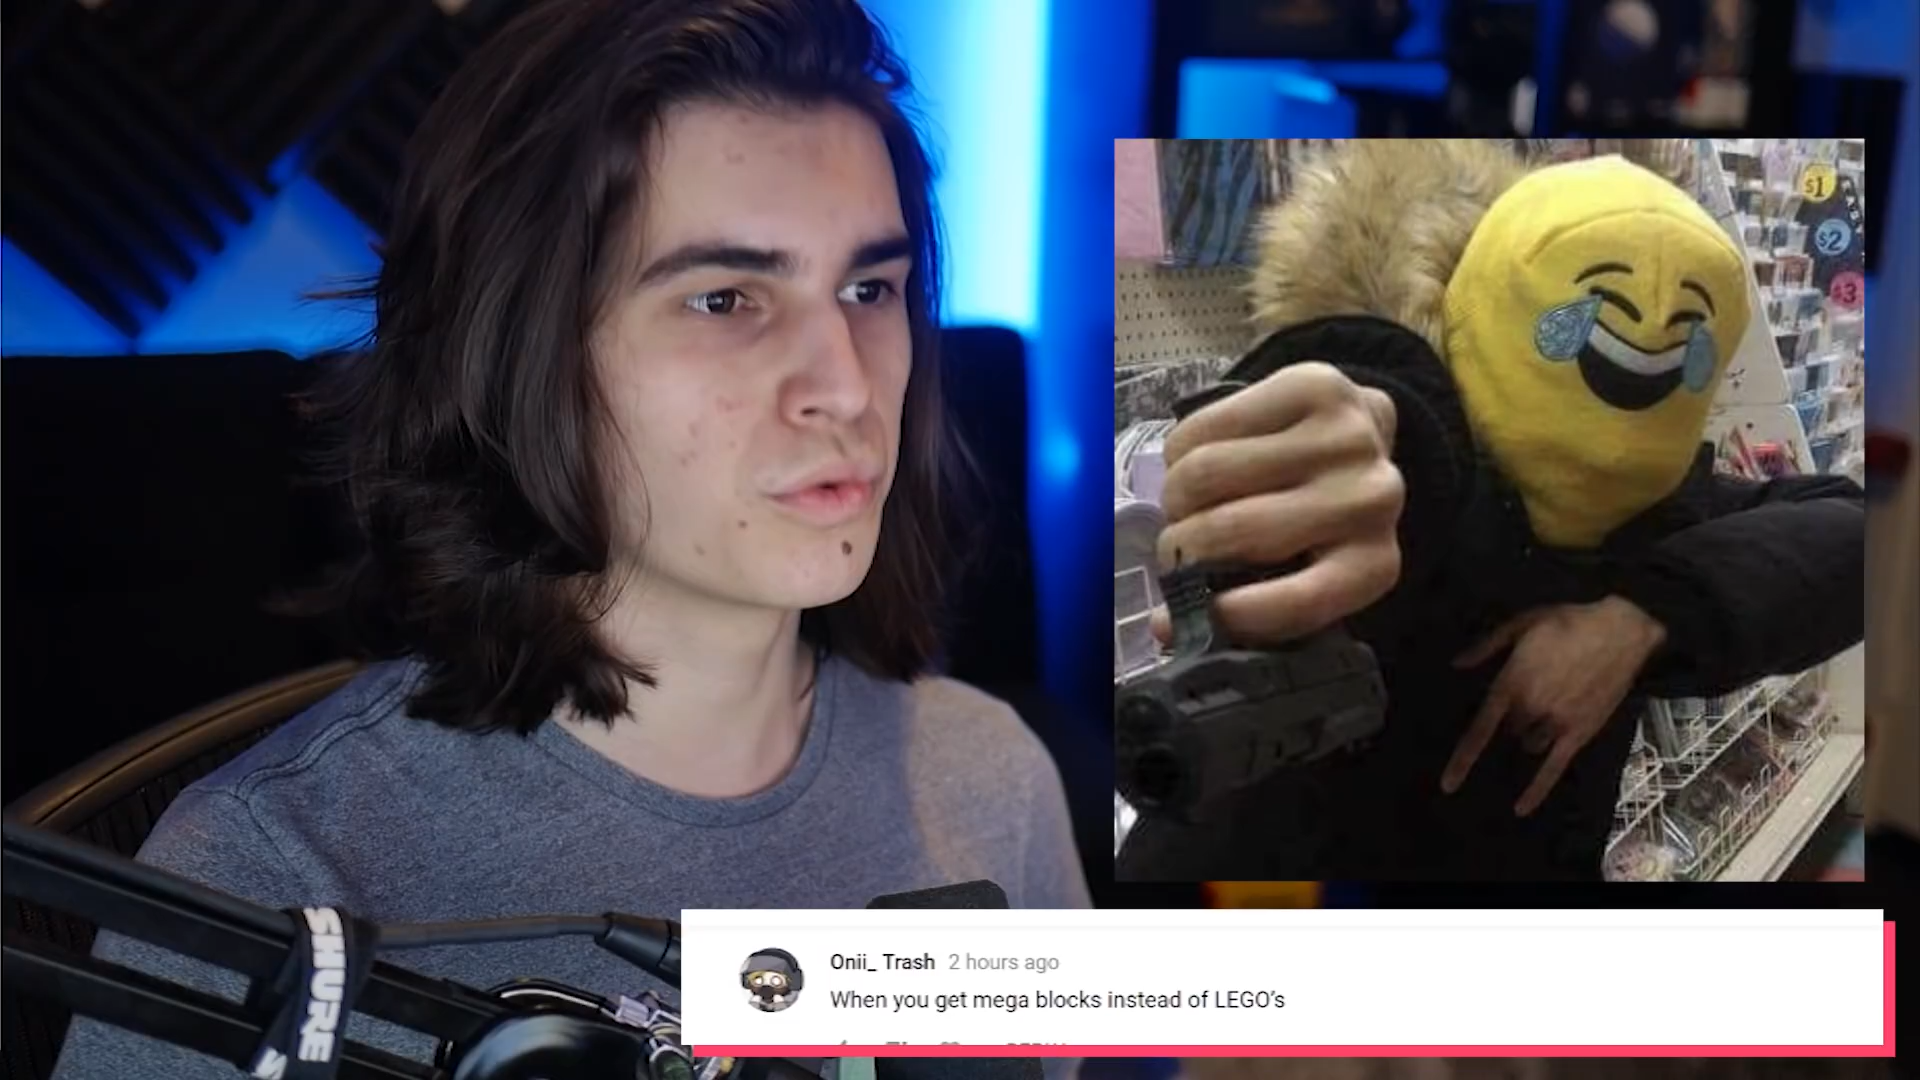 $1
$2
$3
SHURE
Onii_ Trash 2 hours ago
When you get mega blocks instead of LEGO's